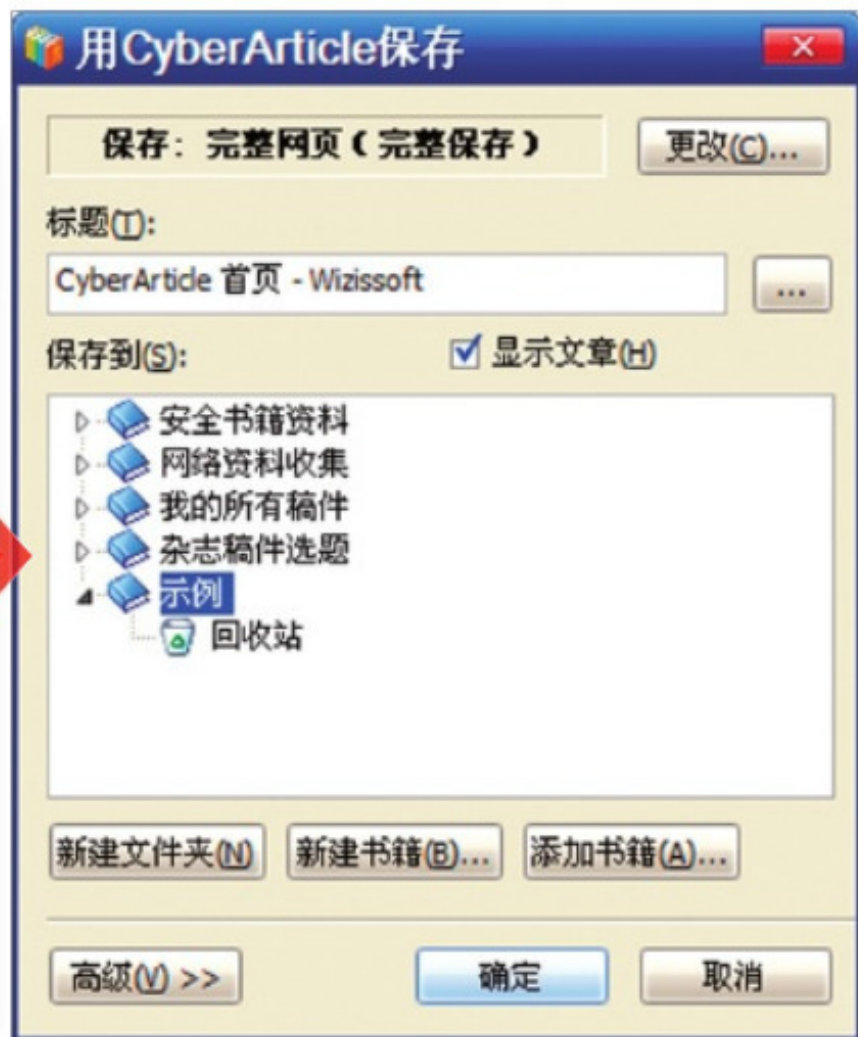 用CyberArticle保存
保存：完整网页（完整保存） 更改(C)...
标题(T):
CyberArticle 首页 - Wizissoft ...
保存到(S): 显示文章(H)
安全书籍资料
网络资料收集
我的所有稿件
杂志稿件选题
示例
回收站
新建文件夹(N) 新建书籍(B)... 添加书籍(A)...
高级(V) >> 确定 取消